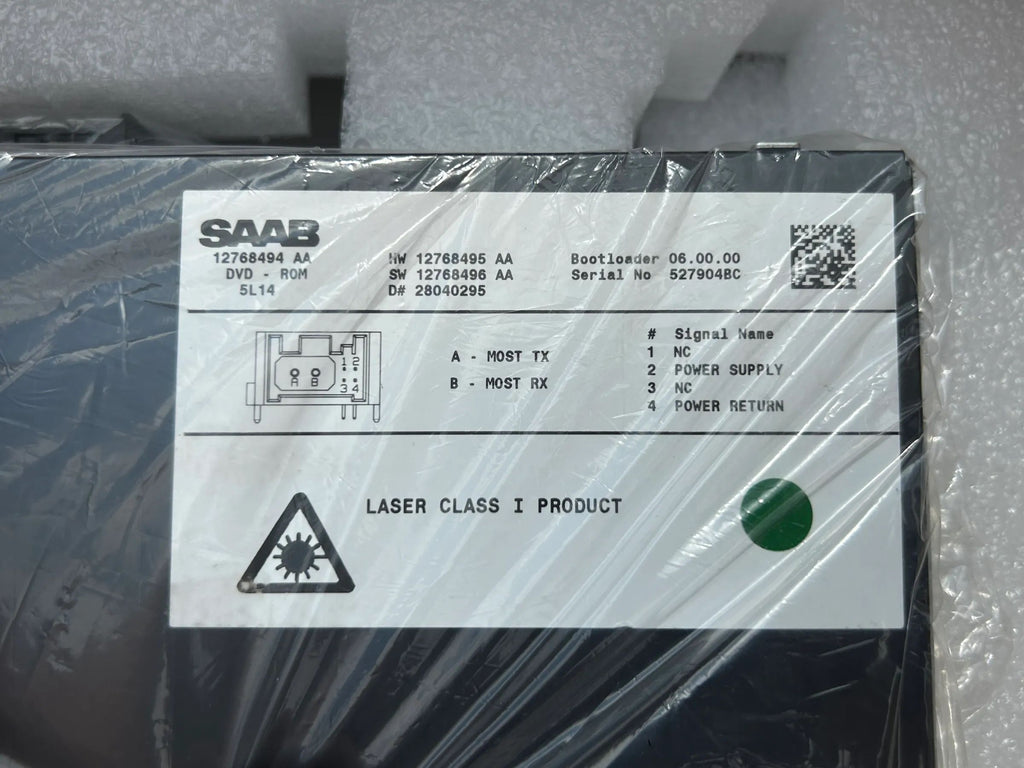 SAAB
12768494 AA
DVD - ROM
5L14
HW 12768495 AA
SW 12768496 AA
D# 28040295
Bootloader 06.00.00
Serial No 527904BC
1 2
A B
3 4
A - MOST TX
B - MOST RX
# Signal Name
1 NC
2 POWER SUPPLY
3 NC
4 POWER RETURN
LASER CLASS I PRODUCT